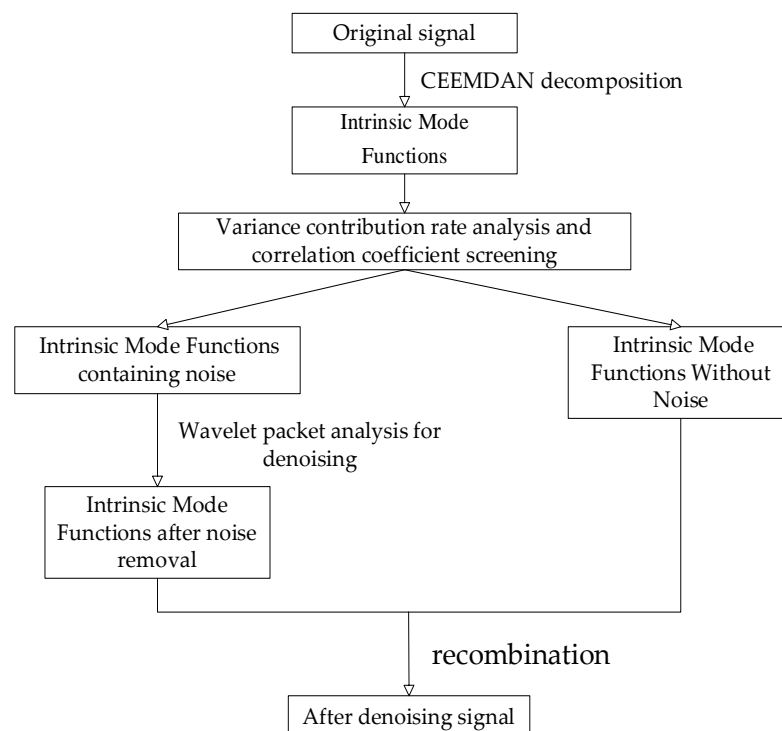 Original signal
CEEMDAN decomposition
Intrinsic Mode
Functions
Variance contribution rate analysis and
correlation coefficient screening
Intrinsic Mode Functions
containing noise
Intrinsic Mode
Functions Without
Noise
Wavelet packet analysis for
denoising
Intrinsic Mode
Functions after noise
removal
recombination
After denoising signal